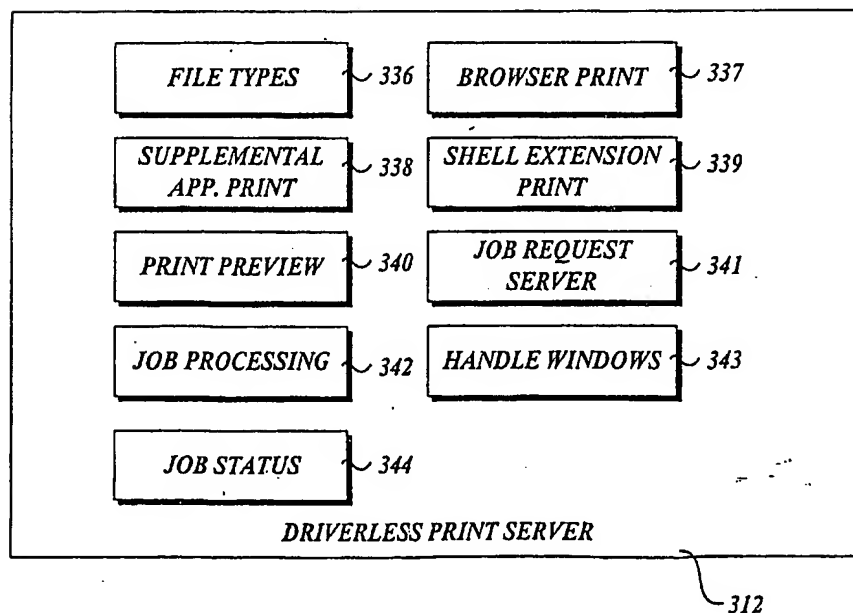 FILE TYPES 336
BROWSER PRINT 337
SUPPLEMENTAL
APP. PRINT 338
SHELL EXTENSION
PRINT 339
PRINT PREVIEW 340
JOB REQUEST
SERVER 341
JOB PROCESSING 342
HANDLE WINDOWS 343
JOB STATUS 344
DRIVERLESS PRINT SERVER
312